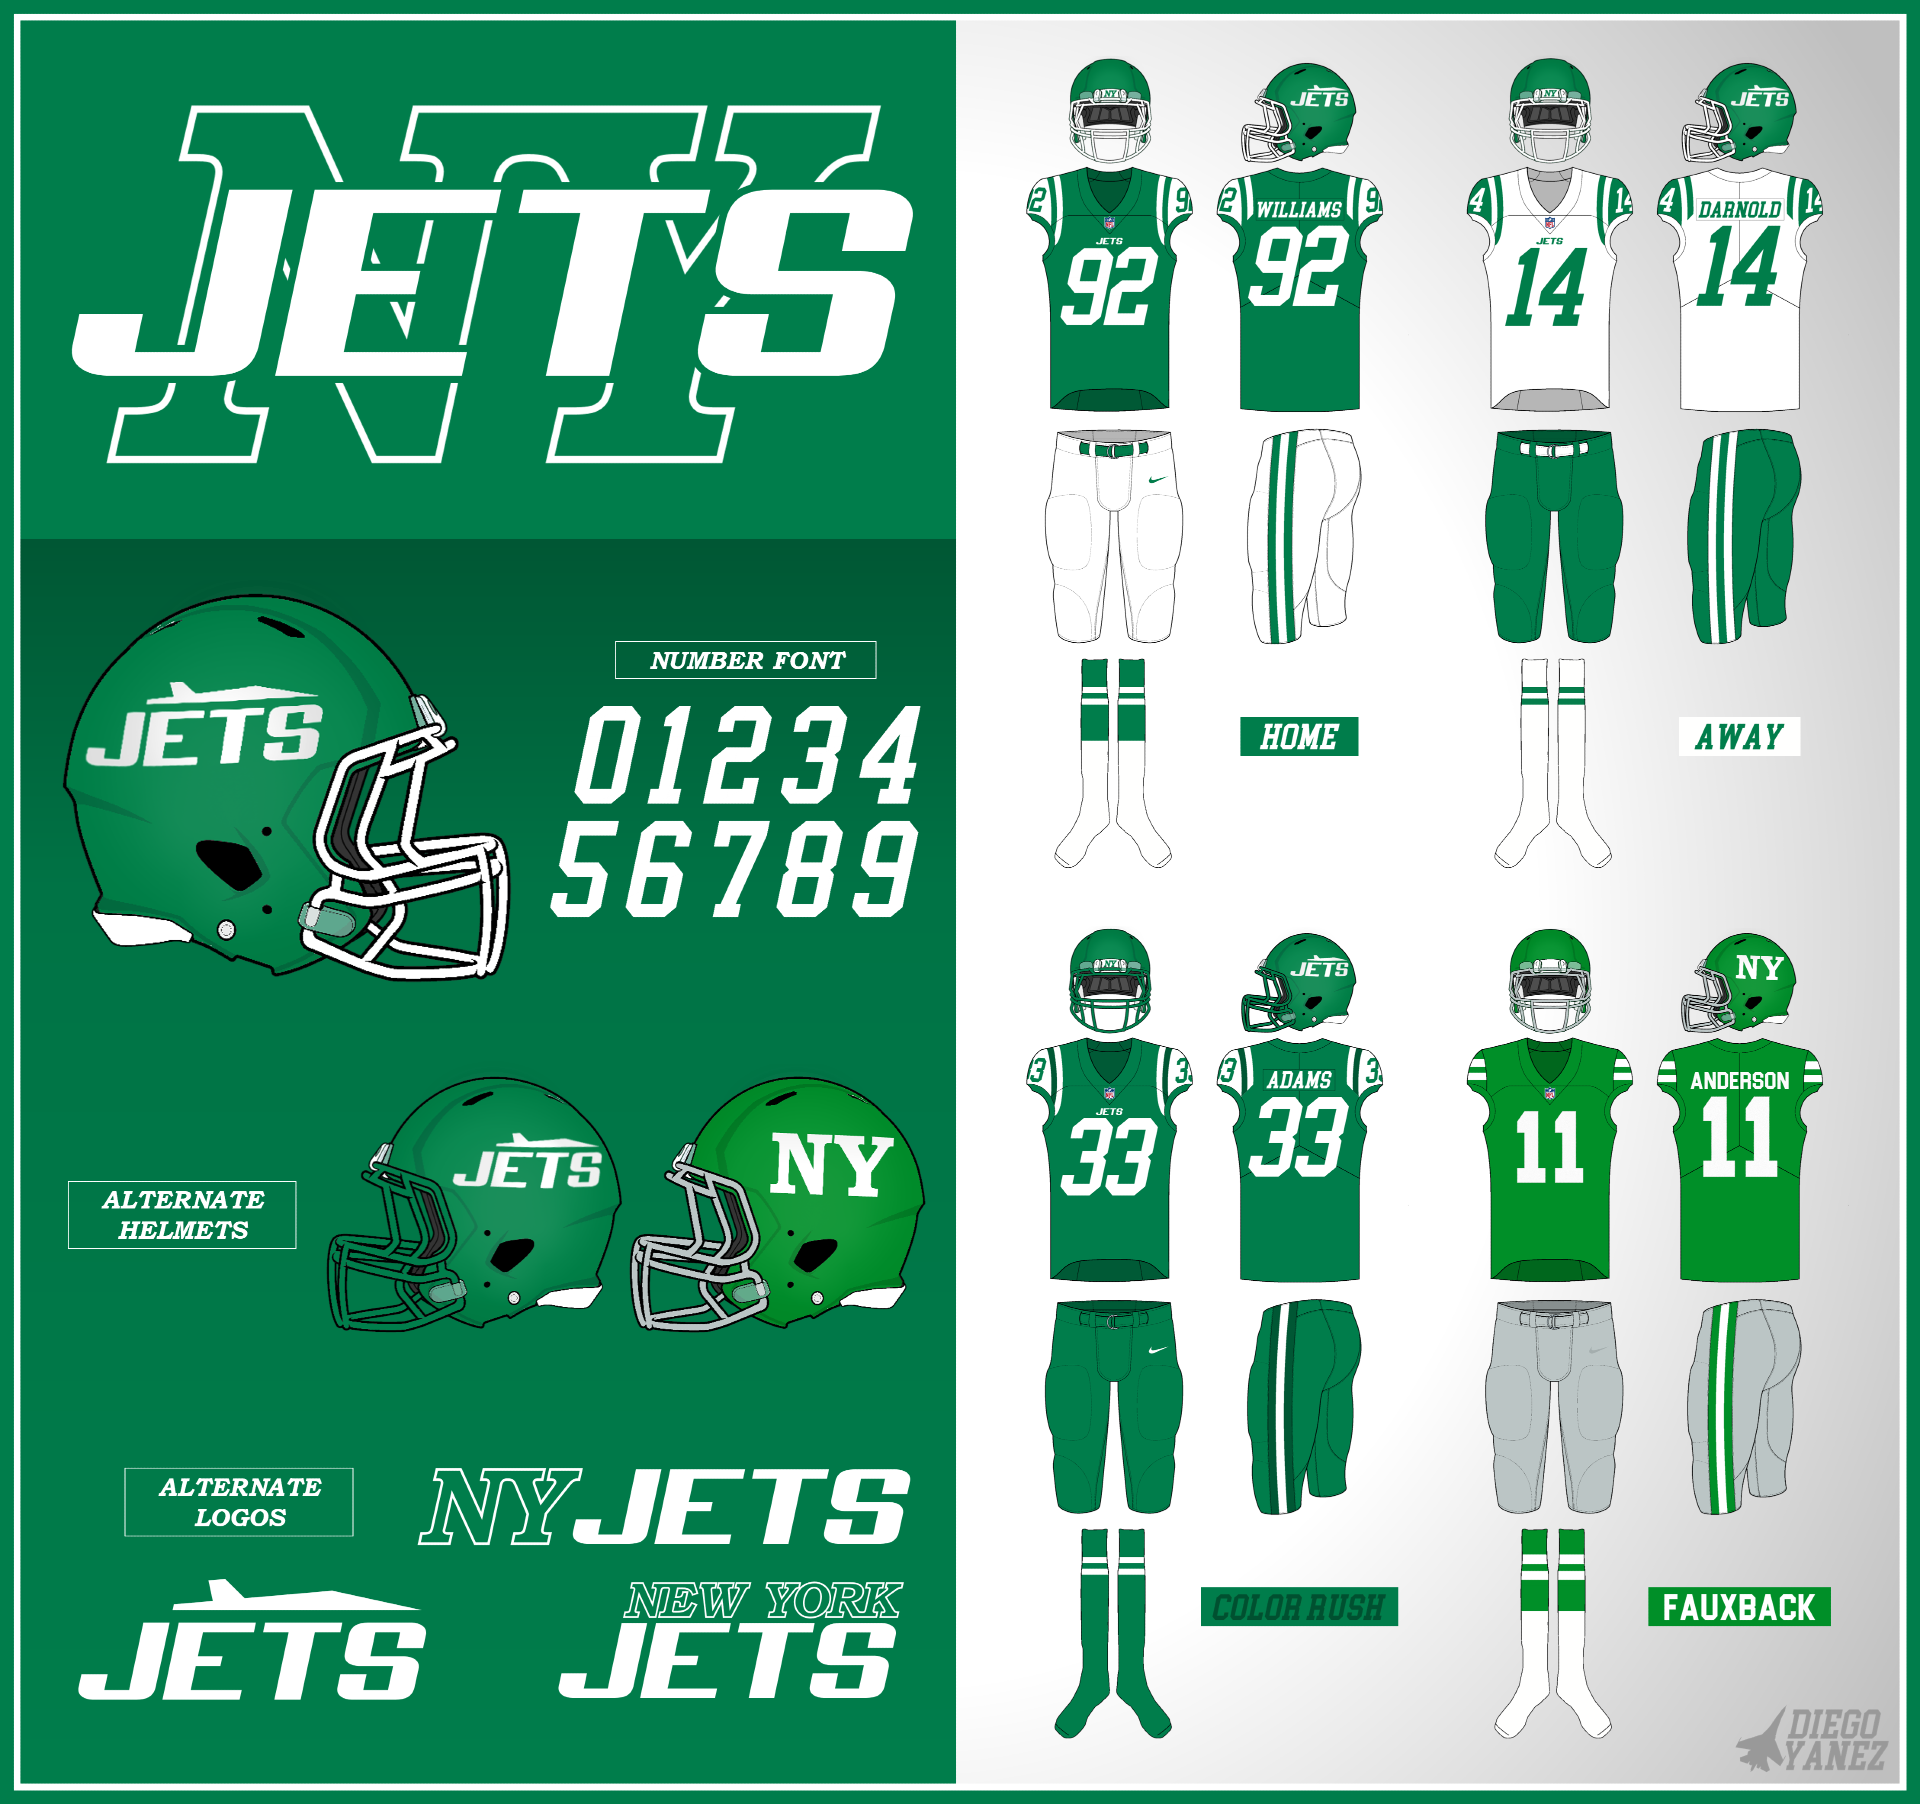 NY
JETS
JETS
NUMBER FONT
01234
56789
ALTERNATE
HELMETS
JETS
NY
ALTERNATE
LOGOS
NY JETS
JETS
NEW YORK
JETS
NY
JETS
2
92
JETS
92
2
WILLIAMS
9
92
HOME
NY
JETS
4
14
JETS
14
4
DARNOLD
14
14
AWAY
NY
JETS
3
3
JETS
33
3
ADAMS
3
33
COLOR RUSH
NY
11
ANDERSON
11
FAUXBACK
DIEGO
YANEZ